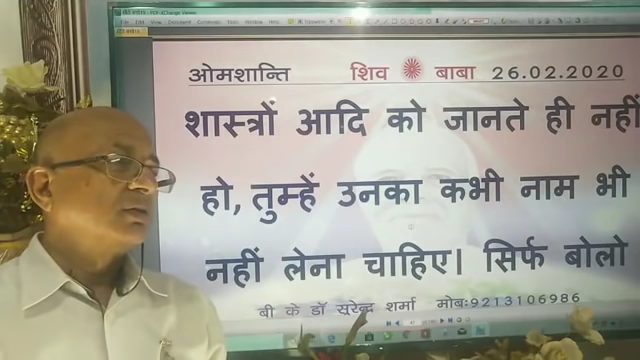 ओमशान्ति शिव बाबा 26.02.2020
शास्त्रों आदि को जानते ही नहीं
हो, तुम्हें उनका कभी नाम भी
नहीं लेना चाहिए। सिर्फ बोलो
बी के डॉ सुरेन्द्र शर्मा मोबः9213106986